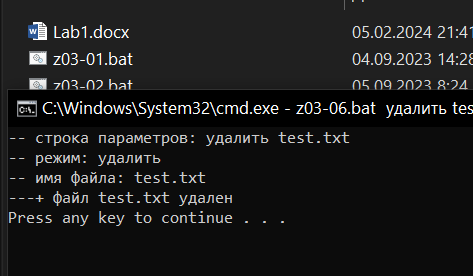 Lab1.docx 05.02.2024 21:41
z03-01.bat 04.09.2023 14:28
z03-02.bat 05.09.2023 8:24
C:\Windows\System32\cmd.exe - z03-06.bat удалить tes
-- строка параметров: удалить test.txt
-- режим: удалить
-- имя файла: test.txt
---+ файл test.txt удален
Press any key to continue . . .